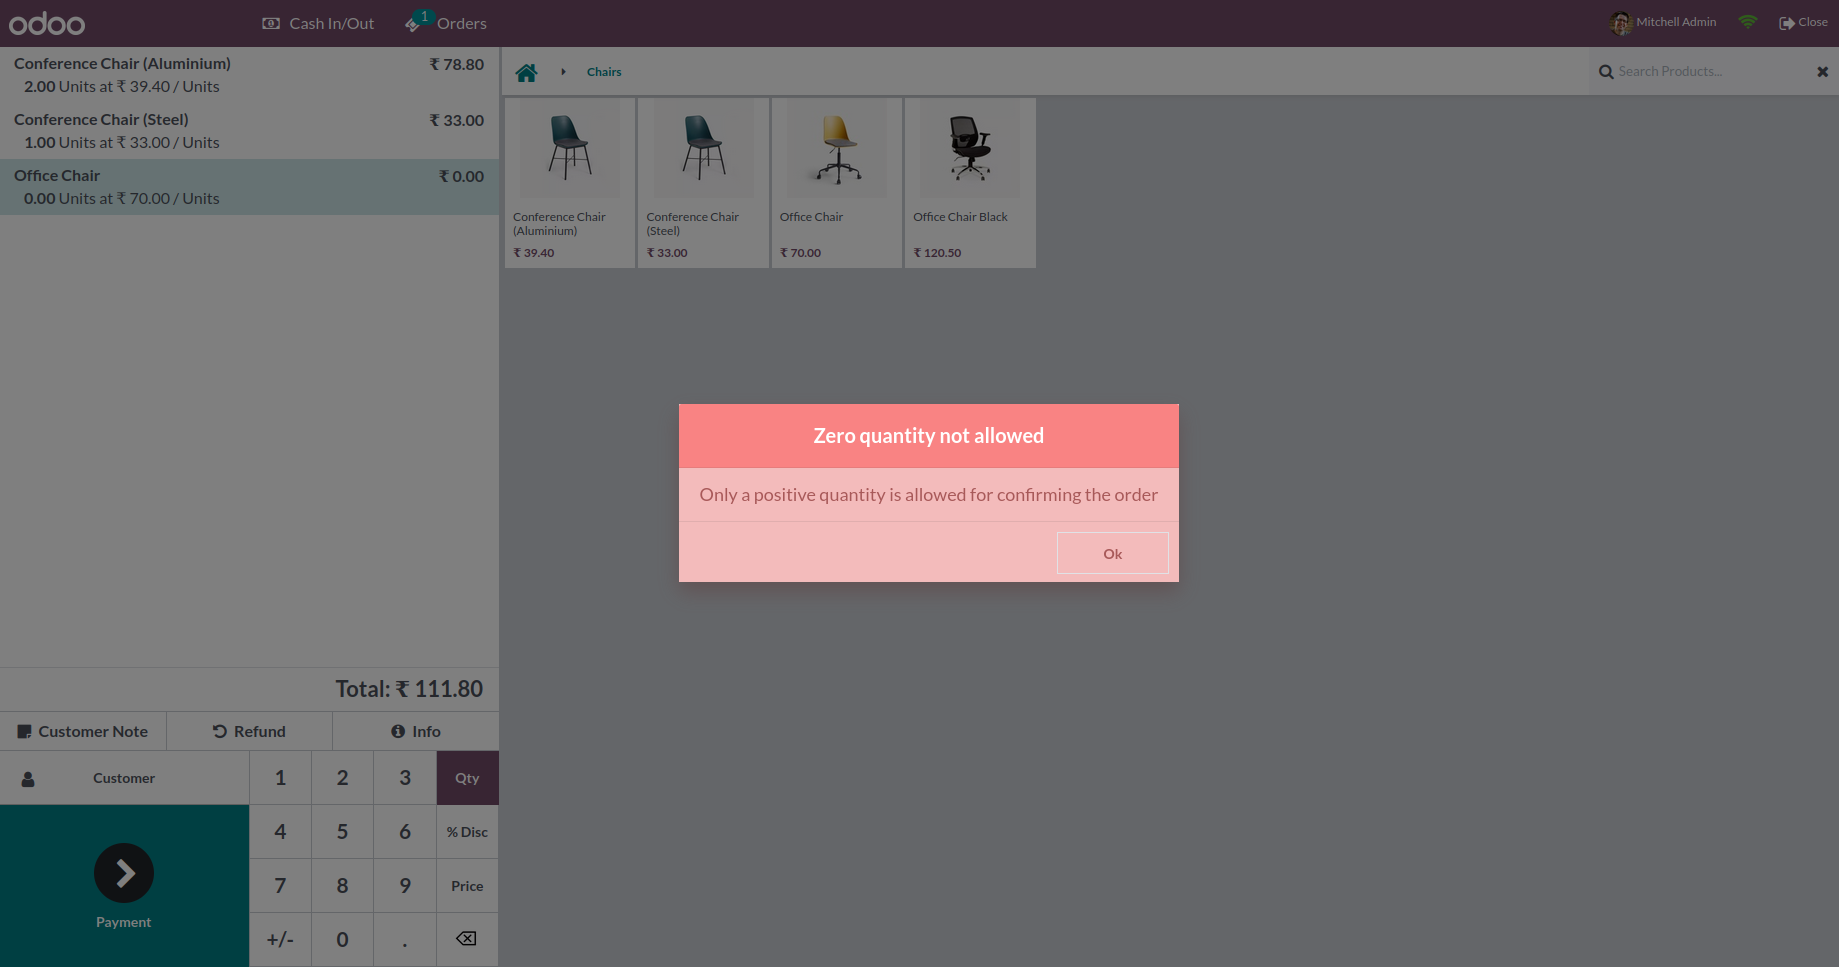 odoo
Cash In/Out
1
Orders
Mitchell Admin
Close
Conference Chair (Aluminium)
₹ 78.80
2.00 Units at ₹ 39.40 / Units
Conference Chair (Steel)
₹ 33.00
1.00 Units at ₹ 33.00 / Units
Office Chair
₹ 0.00
0.00 Units at ₹ 70.00 / Units
Chairs
Search Products...
Conference Chair
(Aluminium)
₹ 39.40
Conference Chair
(Steel)
₹ 33.00
Office Chair
₹ 70.00
Office Chair Black
₹ 120.50
Zero quantity not allowed
Only a positive quantity is allowed for confirming the order
Ok
Total: ₹ 111.80
Customer Note
Refund
Info
Customer
1
2
3
Qty
4
5
6
% Disc
7
8
9
Price
Payment
+/-
0
.